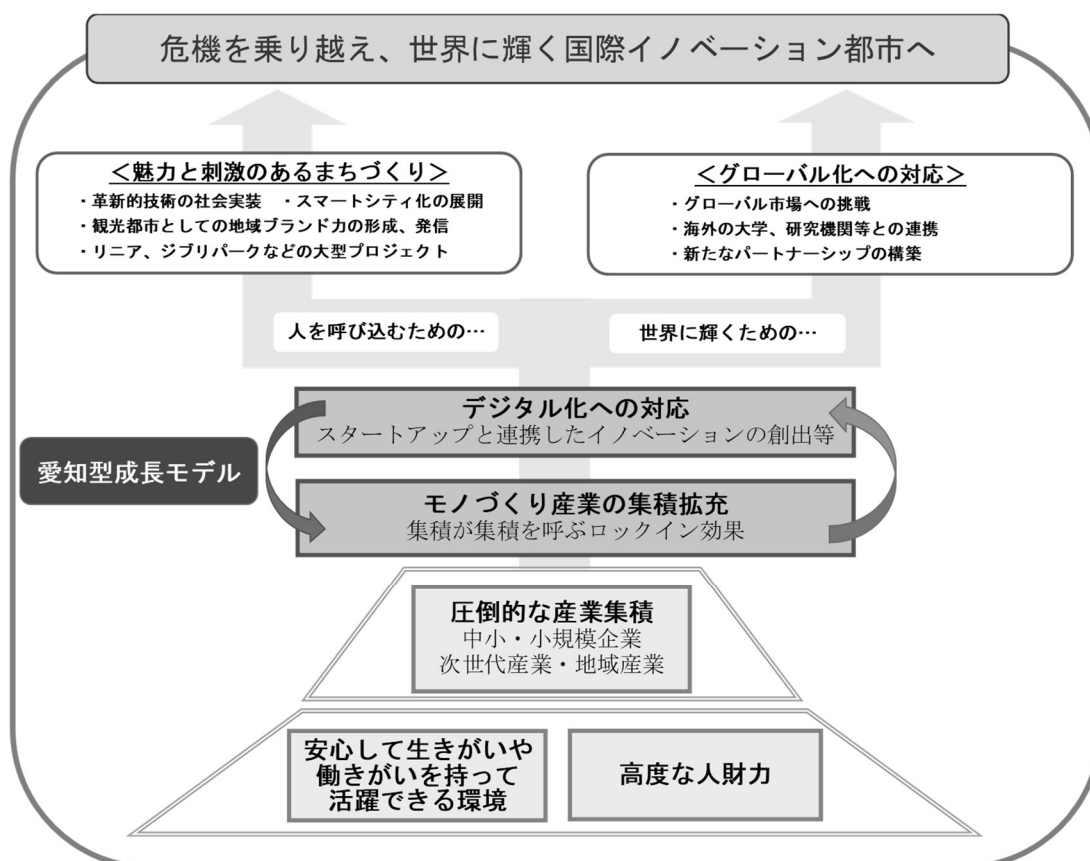 危機を乗り越え、世界に輝く国際イノベーション都市へ
＜魅力と刺激のあるまちづくり＞
・革新的技術の社会実装　・スマートシティ化の展開
・観光都市としての地域ブランド力の形成、発信
・リニア、ジブリパークなどの大型プロジェクト
＜グローバル化への対応＞
・グローバル市場への挑戦
・海外の大学、研究機関等との連携
・新たなパートナーシップの構築
人を呼び込むための…
世界に輝くための…
デジタル化への対応
スタートアップと連携したイノベーションの創出等
愛知型成長モデル
モノづくり産業の集積拡充
集積が集積を呼ぶロックイン効果
圧倒的な産業集積
中小・小規模企業
次世代産業・地域産業
安心して生きがいや
働きがいを持って
活躍できる環境
高度な人財力